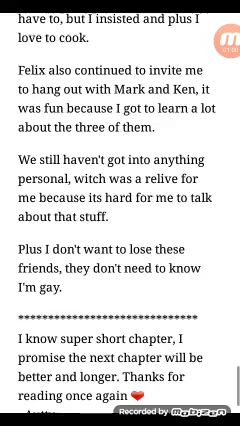 have to, but I insisted and plus I
love to cook.
Felix also continued to invite me
to hang out with Mark and Ken, it
was fun because I got to learn a lot
about the three of them.
We still haven't got into anything
personal, witch was a relive for
me because its hard for me to talk
about that stuff.
Plus I don't want to lose these
friends, they don't need to know
I'm gay.
******************************
I know super short chapter, I
promise the next chapter will be
better and longer. Thanks for
reading once again ❤️
Recorded by mobizen